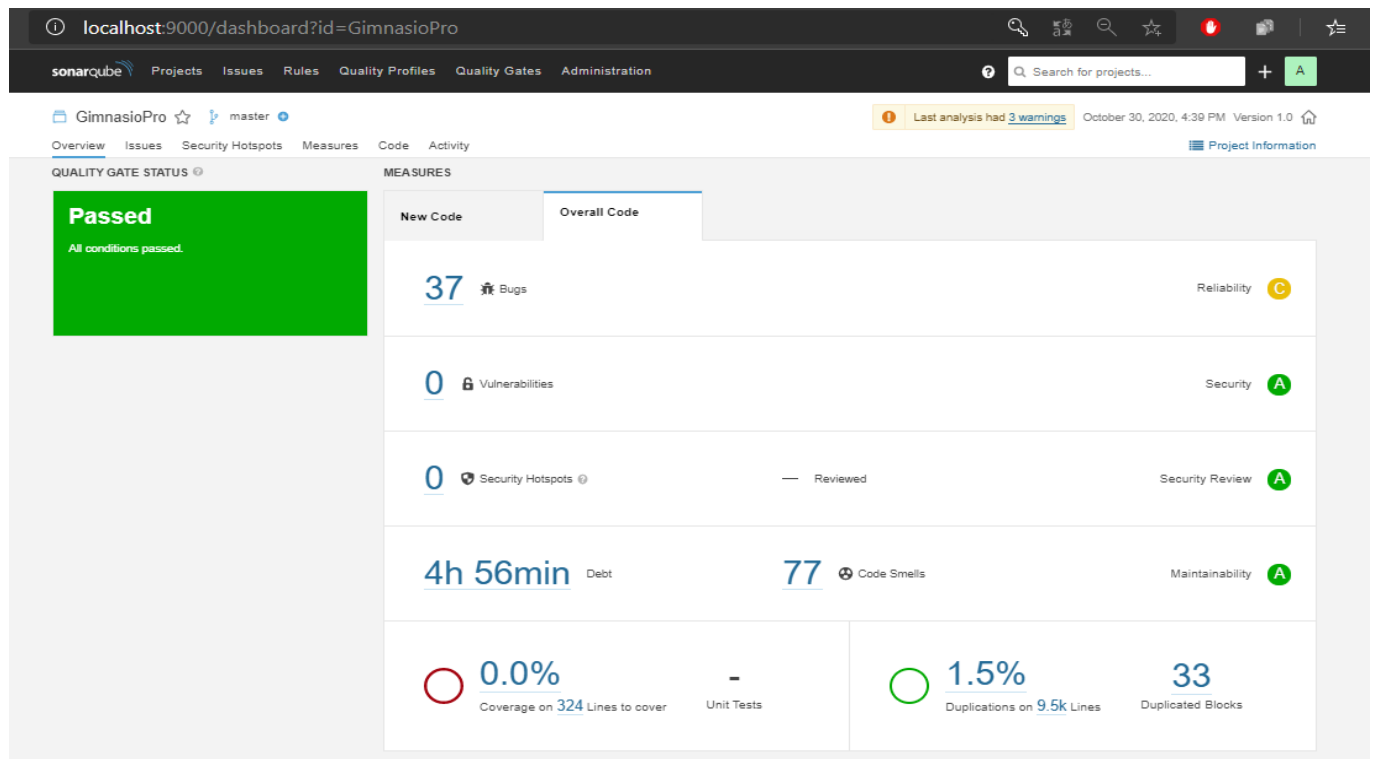 localhost:9000/dashboard?id=GimnasioPro
sonarqube Projects Issues Rules Quality Profiles Quality Gates Administration ? Search for projects... + A
GimnasioPro master Last analysis had 3 warnings October 30, 2020, 4:39 PM Version 1.0
Overview Issues Security Hotspots Measures Code Activity Project Information
QUALITY GATE STATUS MEASURES
Passed
All conditions passed.
New Code Overall Code
37 Bugs Reliability C
0 Vulnerabilities Security A
0 Security Hotspots — Reviewed Security Review A
4h 56min Debt 77 Code Smells Maintainability A
0.0% - 1.5% 33
Coverage on 324 Lines to cover Unit Tests Duplications on 9.5k Lines Duplicated Blocks